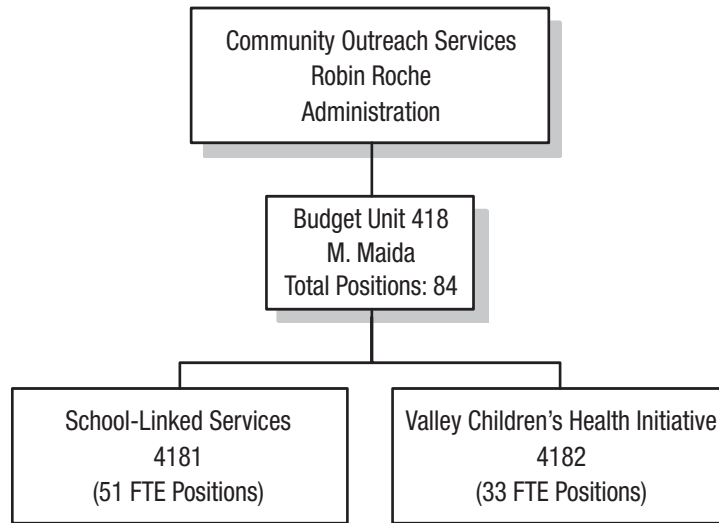 Community Outreach Services
Robin Roche
Administration
Budget Unit 418
M. Maida
Total Positions: 84
School-Linked Services
4181
(51 FTE Positions)
Valley Children’s Health Initiative
4182
(33 FTE Positions)